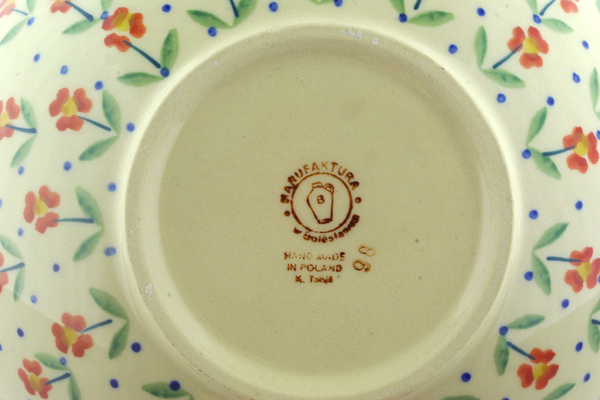 MANUFAKTURA
B
w Bolesławcu
HAND MADE
IN POLAND